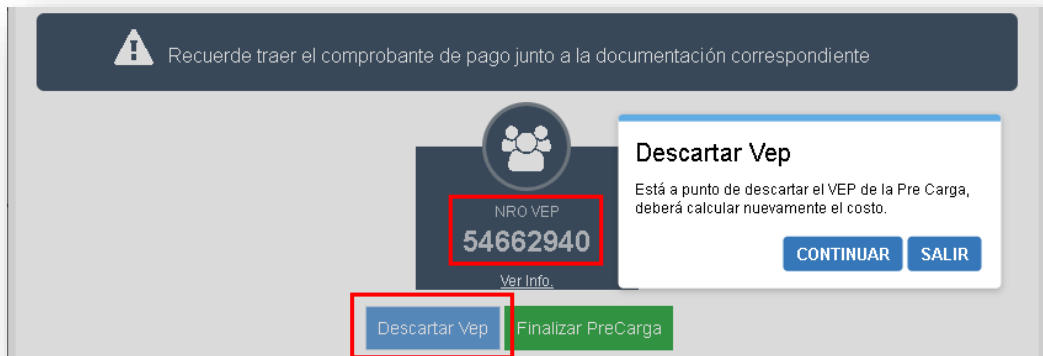 Recuerde traer el comprobante de pago junto a la documentación correspondiente
Descartar Vep
Está a punto de descartar el VEP de la Pre Carga,
deberá calcular nuevamente el costo.
CONTINUAR SALIR
NRO VEP
54662940
Ver Info.
Descartar Vep Finalizar PreCarga